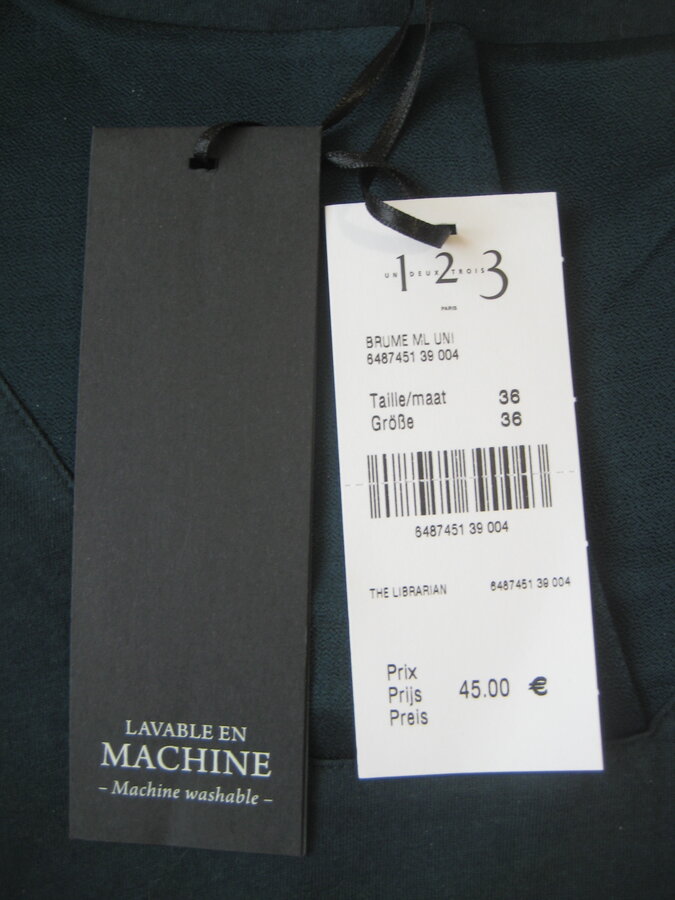 LAVABLE EN
MACHINE
– Machine washable –
UN 1 DEUX 2 TROIS 3
PARIS
BRUME ML UNI
6487451 39 004
Taille/maat 36
Größe 36
6487451 39 004
THE LIBRARIAN 6487451 39 004
Prix
Prijs 45.00 €
Preis